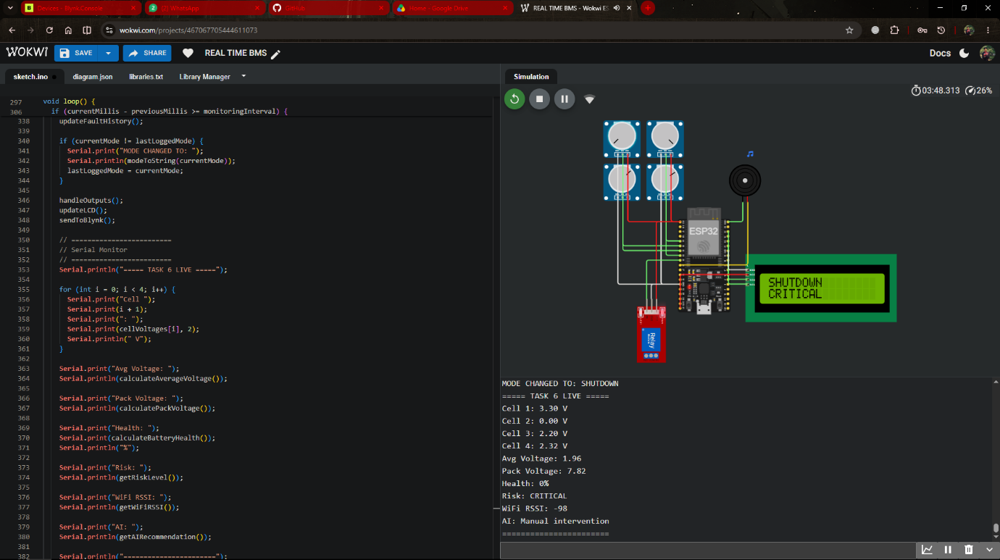 Devices - BlynkConsole
(2) WhatsApp
GitHub
Home - Google Drive
REAL TIME BMS - Wokwi ES
wokwi.com/projects/467067705444611073
WOKWi
SAVE
SHARE
REAL TIME BMS
Docs
sketch.ino
diagram.json
libraries.txt
Library Manager
Simulation
297 void loop() {
306 if (currentMillis - previousMillis >= monitoringInterval) {
338 updateFaultHistory();
339
340 if (currentMode != lastLoggedMode) {
341 Serial.print("MODE CHANGED TO: ");
342 Serial.println(modeToString(currentMode));
343 lastLoggedMode = currentMode;
344 }
345
346 handleOutputs();
347 updateLCD();
348 sendToBlynk();
349
350 // =========================
351 // Serial Monitor
352 // =========================
353 Serial.println("===== TASK 6 LIVE =====");
354
355 for (int i = 0; i < 4; i++) {
356 Serial.print("Cell ");
357 Serial.print(i + 1);
358 Serial.print(": ");
359 Serial.print(cellVoltages[i], 2);
360 Serial.println(" V");
361 }
362
363 Serial.print("Avg Voltage: ");
364 Serial.println(calculateAverageVoltage());
365
366 Serial.print("Pack Voltage: ");
367 Serial.println(calculatePackVoltage());
368
369 Serial.print("Health: ");
370 Serial.print(calculateBatteryHealth());
371 Serial.println("%");
372
373 Serial.print("Risk: ");
374 Serial.println(getRiskLevel());
375
376 Serial.print("WiFi RSSI: ");
377 Serial.println(getWiFiRSSI());
378
379 Serial.print("AI: ");
380 Serial.println(getAIRecommendation());
381
382 Serial.println("=======================");
03:48.313
26%
ESP32
Relay
SHUTDOWN
CRITICAL
MODE CHANGED TO: SHUTDOWN
===== TASK 6 LIVE =====
Cell 1: 3.30 V
Cell 2: 0.00 V
Cell 3: 2.20 V
Cell 4: 2.32 V
Avg Voltage: 1.96
Pack Voltage: 7.82
Health: 0%
Risk: CRITICAL
WiFi RSSI: -98
AI: Manual intervention
=======================